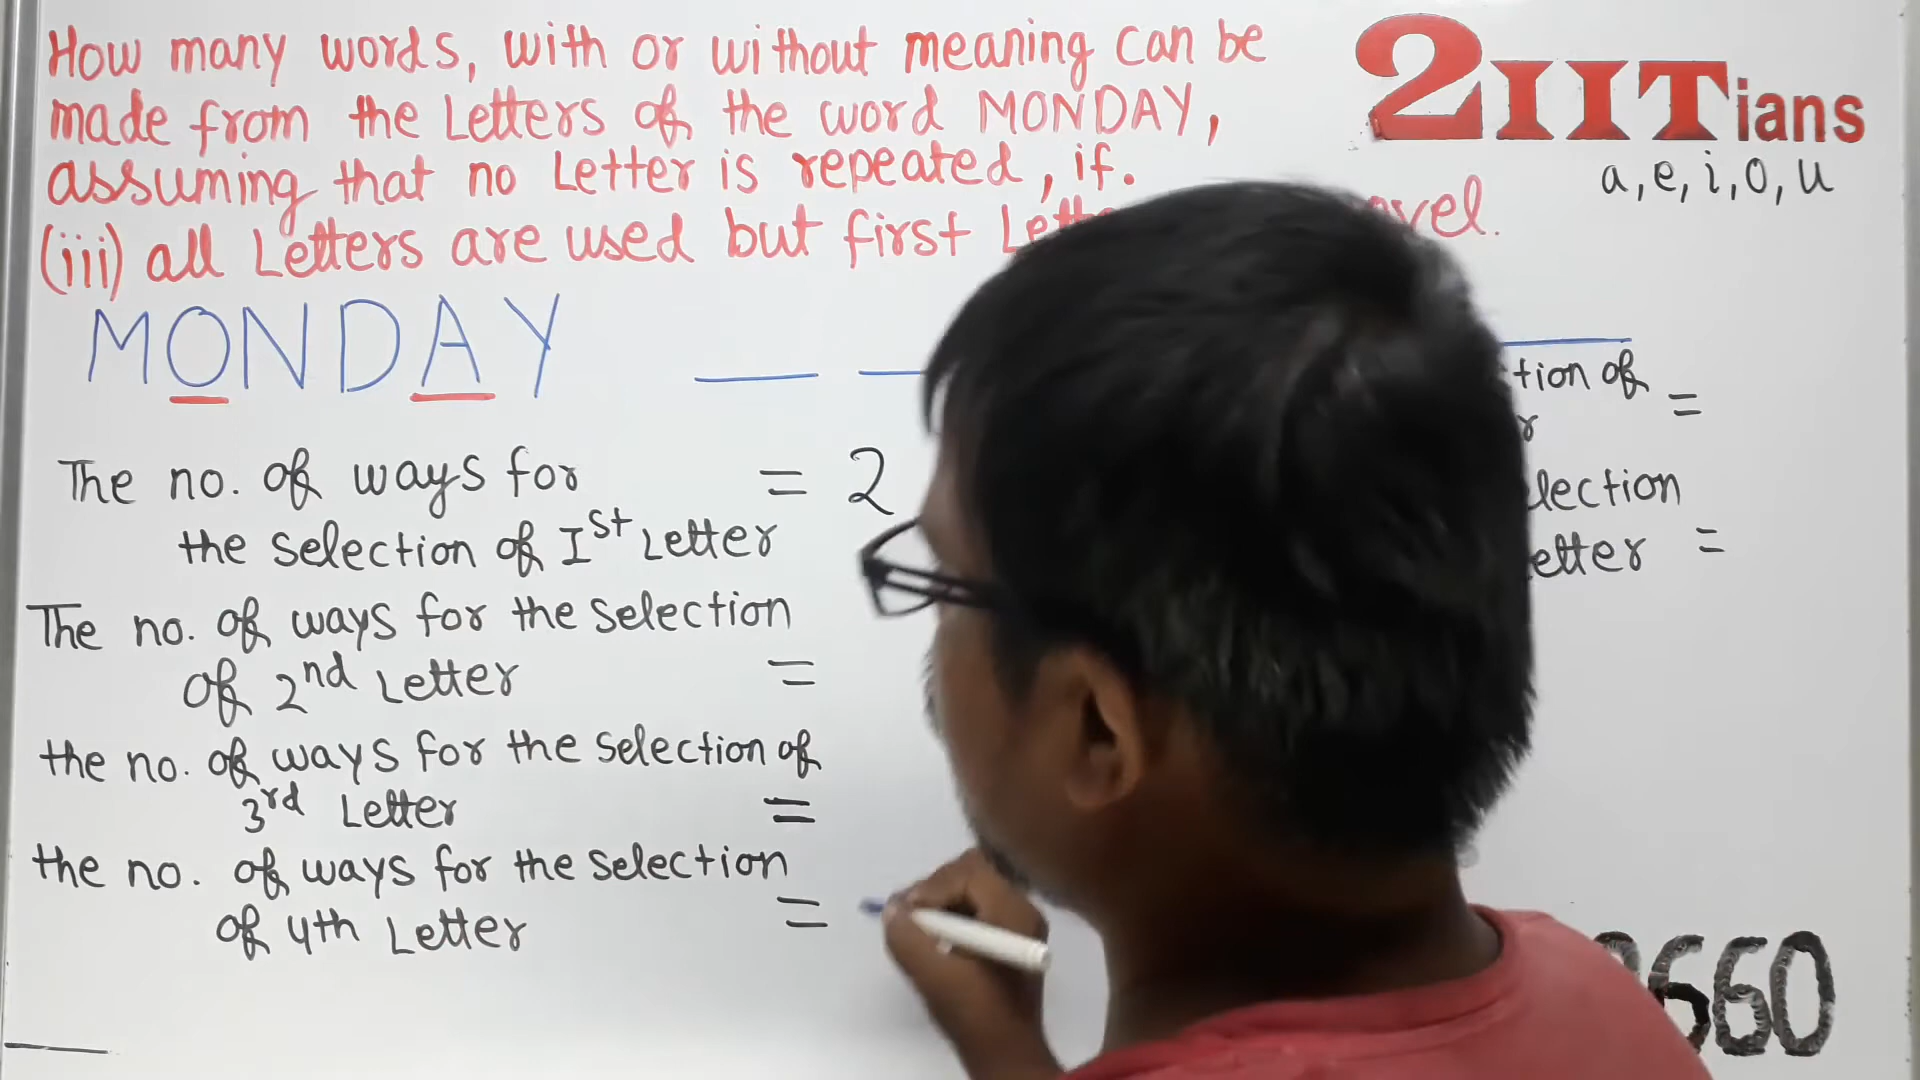 How many words, with or without meaning can be
made from the Letters of the word MONDAY,
assuming that no Letter is repeated, if.
(iii) all Letters are used but first
2IITians
a, e, i, o, u
MONDAY
The no. of ways for = 2
the selection of Ist Letter
The no. of ways for the selection
of 2nd Letter =
the no. of ways for the selection of
3rd Letter =
the no. of ways for the selection
of 4th Letter =
of =
=
660